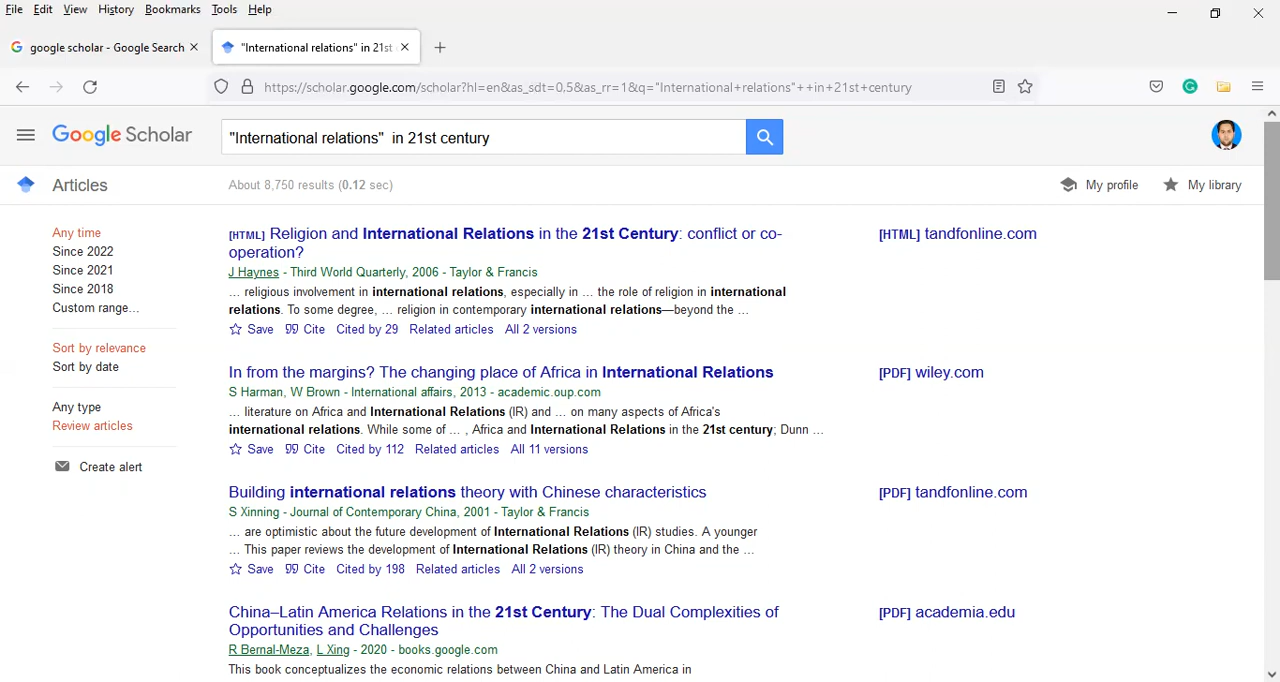 File Edit View History Bookmarks Tools Help
google scholar - Google Search
"International relations" in 21st
https://scholar.google.com/scholar?hl=en&as_sdt=0,5&as_rr=1&q="International+relations"++in+21st+century
Google Scholar
"International relations"  in 21st century
Articles
About 8,750 results (0.12 sec)
My profile
My library
Any time
Since 2022
Since 2021
Since 2018
Custom range...
Sort by relevance
Sort by date
Any type
Review articles
Create alert
[HTML] Religion and International Relations in the 21st Century: conflict or co-
operation?
J Haynes - Third World Quarterly, 2006 - Taylor & Francis
… religious involvement in international relations, especially in … the role of religion in international
relations. To some degree, … religion in contemporary international relations—beyond the …
Save Cite Cited by 29 Related articles All 2 versions
[HTML] tandfonline.com
In from the margins? The changing place of Africa in International Relations
S Harman, W Brown - International affairs, 2013 - academic.oup.com
… literature on Africa and International Relations (IR) and … on many aspects of Africa's
international relations. While some of … , Africa and International Relations in the 21st century; Dunn …
Save Cite Cited by 112 Related articles All 11 versions
[PDF] wiley.com
Building international relations theory with Chinese characteristics
S Xinning - Journal of Contemporary China, 2001 - Taylor & Francis
… are optimistic about the future development of International Relations (IR) studies. A younger
… This paper reviews the development of International Relations (IR) theory in China and the …
Save Cite Cited by 198 Related articles All 2 versions
[PDF] tandfonline.com
China–Latin America Relations in the 21st Century: The Dual Complexities of
Opportunities and Challenges
R Bernal-Meza, L Xing - 2020 - books.google.com
This book conceptualizes the economic relations between China and Latin America in
[PDF] academia.edu